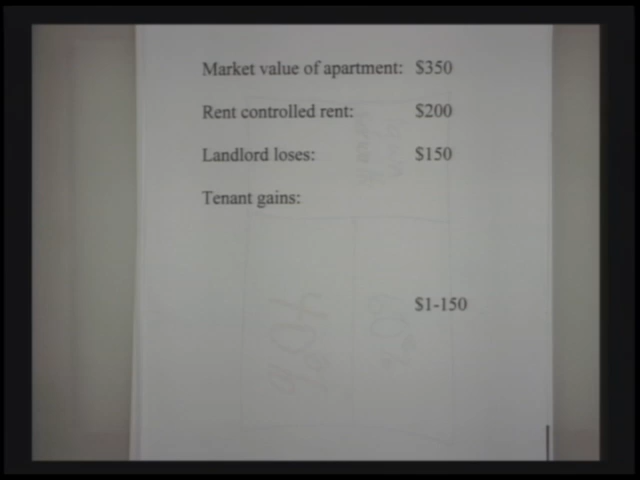 Market value of apartment: $350
Rent controlled rent: $200
Landlord loses: $150
Tenant gains:
$1-150